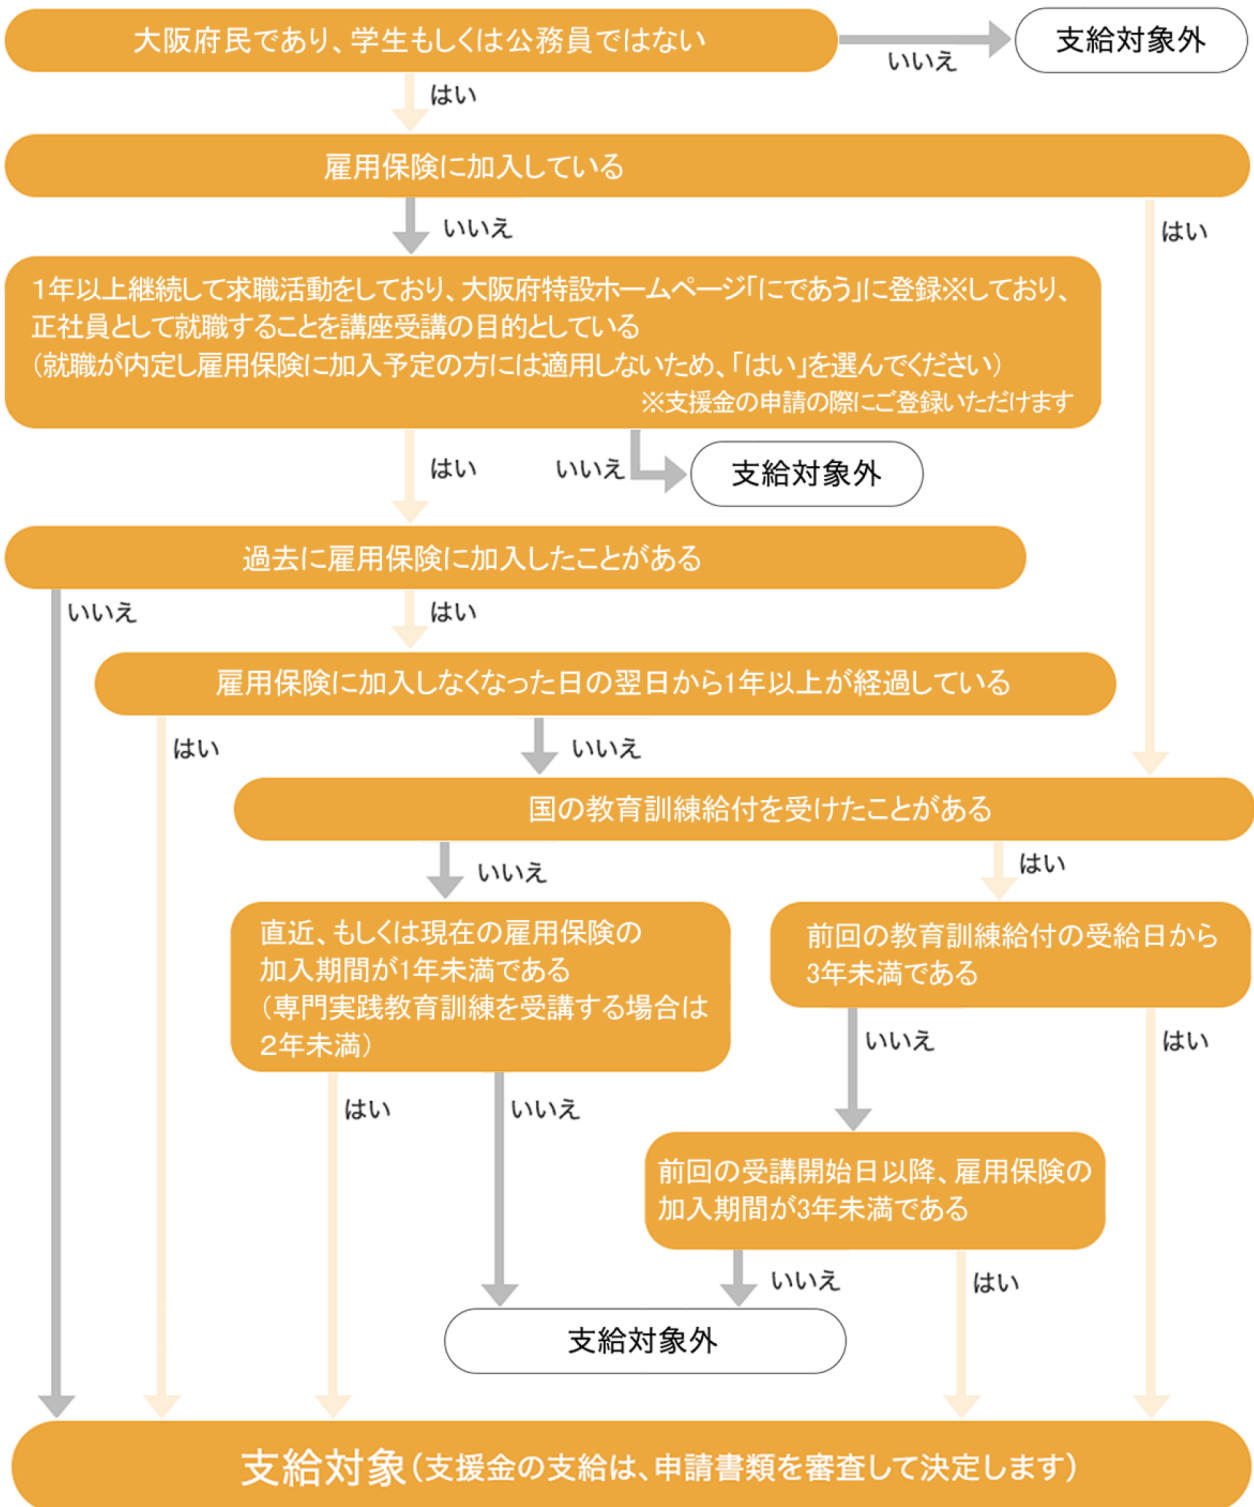 大阪府民であり、学生もしくは公務員ではない
いいえ
支給対象外
はい
雇用保険に加入している
いいえ
はい
1年以上継続して求職活動をしており、大阪府特設ホームページ「にであう」に登録※しており、
正社員として就職することを講座受講の目的としている
(就職が内定し雇用保険に加入予定の方には適用しないため、「はい」を選んでください)
※支援金の申請の際にご登録いただけます
はい
いいえ
支給対象外
過去に雇用保険に加入したことがある
いいえ
はい
雇用保険に加入しなくなった日の翌日から1年以上が経過している
はい
いいえ
国の教育訓練給付を受けたことがある
いいえ
はい
直近、もしくは現在の雇用保険の
加入期間が1年未満である
(専門実践教育訓練を受講する場合は
2年未満)
前回の教育訓練給付の受給日から
3年未満である
はい
いいえ
いいえ
はい
前回の受講開始日以降、雇用保険の
加入期間が3年未満である
いいえ
はい
支給対象外
支給対象(支援金の支給は、申請書類を審査して決定します)